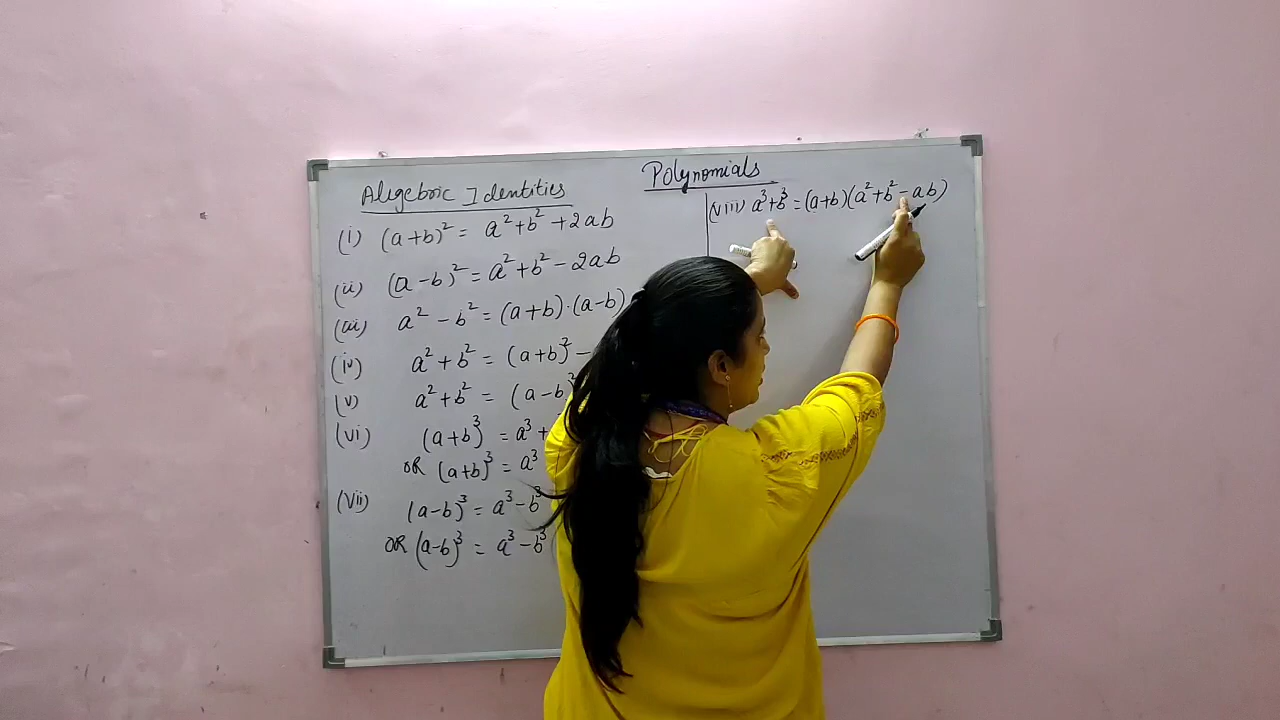 Polynomials
Alegebric Identities
(i) (a+b)² = a²+b²+2ab
(ii) (a-b)² = a²+b²-2ab
(iii) a²-b² = (a+b).(a-b)
(iv) a²+b² = (a+b)²-
(v) a²+b² = (a-b)²
(vi) (a+b)³ = a³+
OR (a+b)³ = a³
(Vii) (a-b)³ = a³-b³
OR (a-b)³ = a³-b³
(viii) a³+b³ = (a+b)(a²+b²-ab)